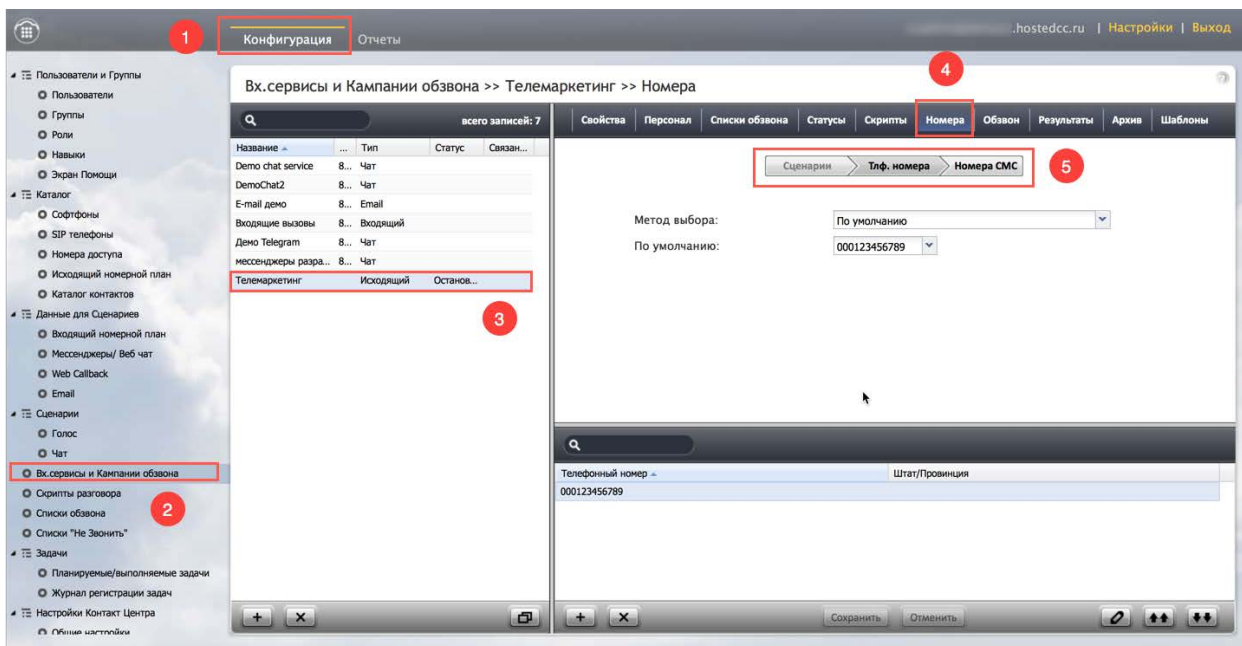 1
Конфигурация
Отчеты
.hostedcc.ru | Настройки | Выход
Пользователи и Группы
Пользователи
Группы
Роли
Навыки
Экран Помощи
Каталог
Софтфоны
SIP телефоны
Номера доступа
Исходящий номерной план
Каталог контактов
Данные для Сценариев
Входящий номерной план
Мессенджеры/ Веб чат
Web Callback
Email
Сценарии
Голос
Чат
Вх.сервисы и Кампании обзвона
Скрипты разговора
2
Списки обзвона
Списки "Не Звонить"
Задачи
Планируемые/выполняемые задачи
Журнал регистрации задач
Настройки Контакт Центра
Общие настройки
Вх.сервисы и Кампании обзвона >> Телемаркетинг >> Номера
4
всего записей: 7
Название ... Тип Статус Связан...
Demo chat service 8... Чат
DemoChat2 8... Чат
E-mail демо 8... Email
Входящие вызовы 8... Входящий
Демо Telegram 8... Чат
мессенджеры разра... 8... Чат
Телемаркетинг Исходящий Останов...
3
Свойства Персонал Списки обзвона Статусы Скрипты Номера Обзвон Результаты Архив Шаблоны
Сценарии Тлф. номера Номера СМС
5
Метод выбора: По умолчанию
По умолчанию: 000123456789
Телефонный номер Штат/Провинция
000123456789
Сохранить Отменить